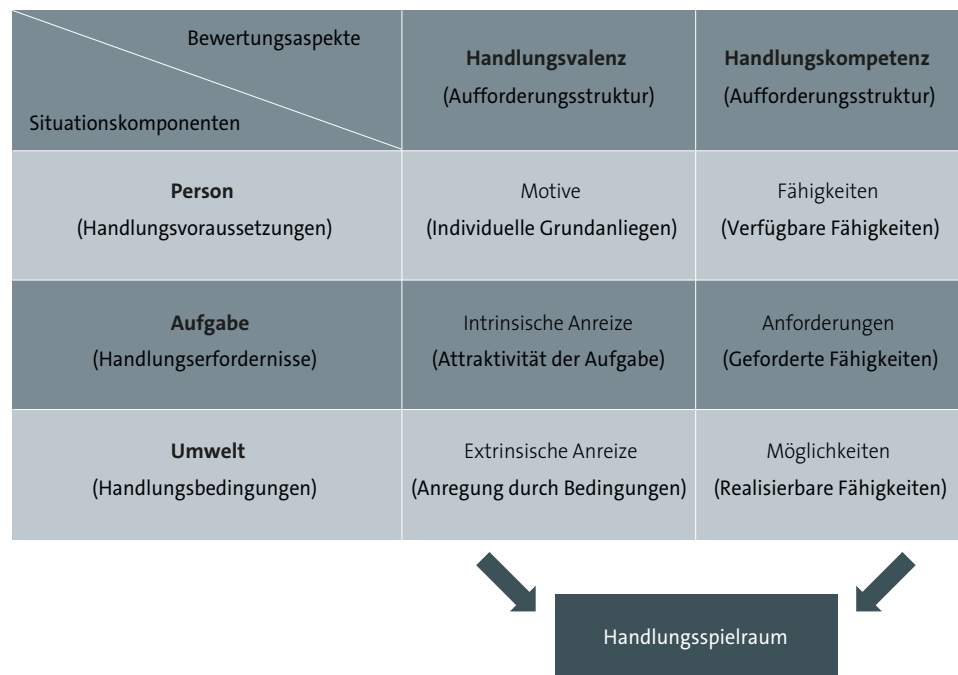 Bewertungsaspekte
Situationskomponenten
Handlungsvalenz
(Aufforderungsstruktur)
Handlungskompetenz
(Aufforderungsstruktur)
Person
(Handlungsvoraussetzungen)
Motive
(Individuelle Grundanliegen)
Fähigkeiten
(Verfügbare Fähigkeiten)
Aufgabe
(Handlungserfordernisse)
Intrinsische Anreize
(Attraktivität der Aufgabe)
Anforderungen
(Geforderte Fähigkeiten)
Umwelt
(Handlungsbedingungen)
Extrinsische Anreize
(Anregung durch Bedingungen)
Möglichkeiten
(Realisierbare Fähigkeiten)
Handlungsspielraum